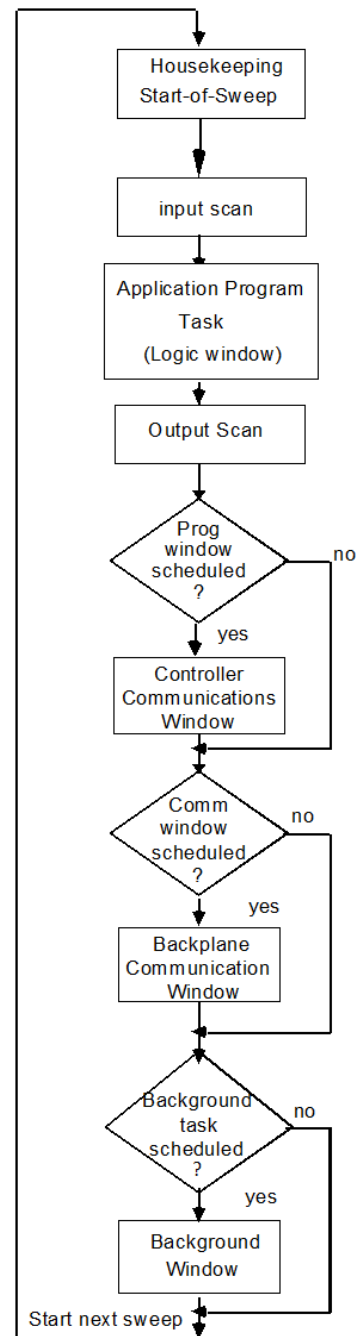 Housekeeping
Start-of-Sweep
input scan
Application Program
Task
(Logic window)
Output Scan
Prog
window
scheduled
?
no
yes
Controller
Communications
Window
Comm
window
scheduled
?
no
yes
Backplane
Communication
Window
Background
task
scheduled
?
no
yes
Background
Window
Start next sweep